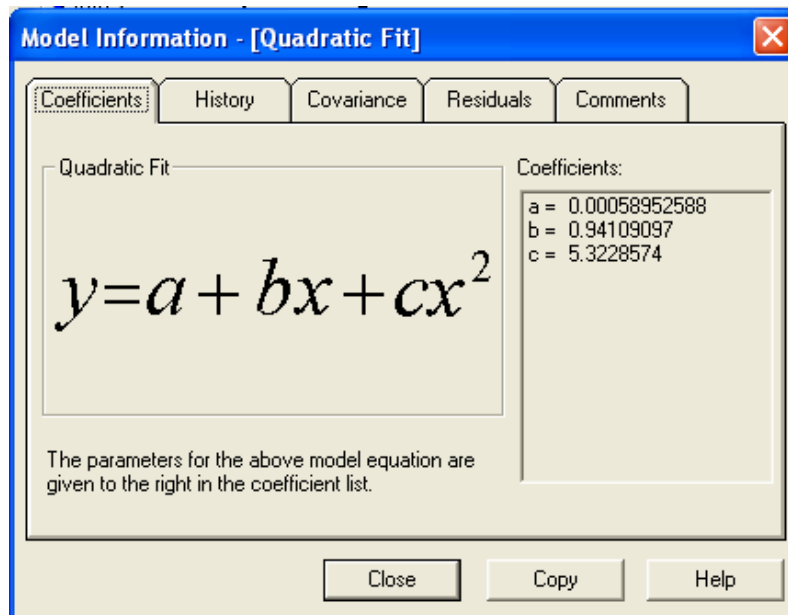 Model Information - [Quadratic Fit]
Coefficients History Covariance Residuals Comments
Quadratic Fit
y=a+bx+cx²
The parameters for the above model equation are
given to the right in the coefficient list.
Coefficients:
a = 0.00058952588
b = 0.94109097
c = 5.3228574
Close Copy Help